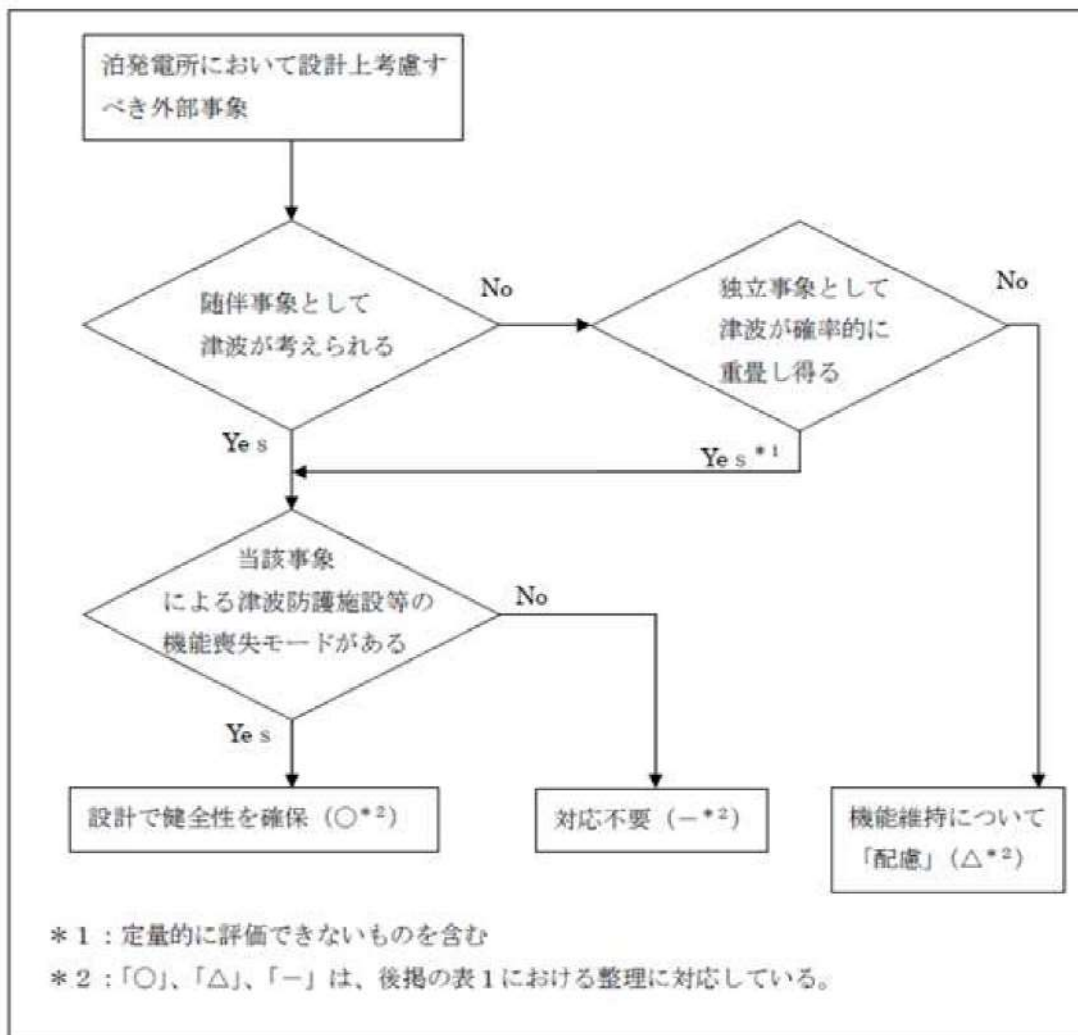 泊発電所において設計上考慮す
べき外部事象
随伴事象として
津波が考えられる
No
独立事象として
津波が確率的に
重畳し得る
No
Yes
Yes*1
当該事象
による津波防護施設等の
機能喪失モードがある
No
Yes
設計で健全性を確保(○*2)
対応不要(-*2)
機能維持について
「配慮」(△*2)
*1:定量的に評価できないものを含む
*2:「○」、「△」、「-」は、後掲の表1における整理に対応している。